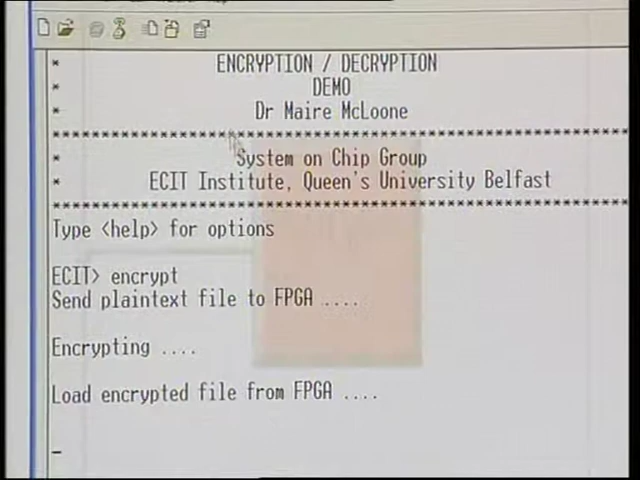 * ENCRYPTION / DECRYPTION
* DEMO
* Dr Maire McLoone
***********************************************************************
* System on Chip Group
* ECIT Institute, Queen's University Belfast
***********************************************************************
Type <help> for options
ECIT> encrypt
Send plaintext file to FPGA ....
Encrypting ....
Load encrypted file from FPGA ....
_